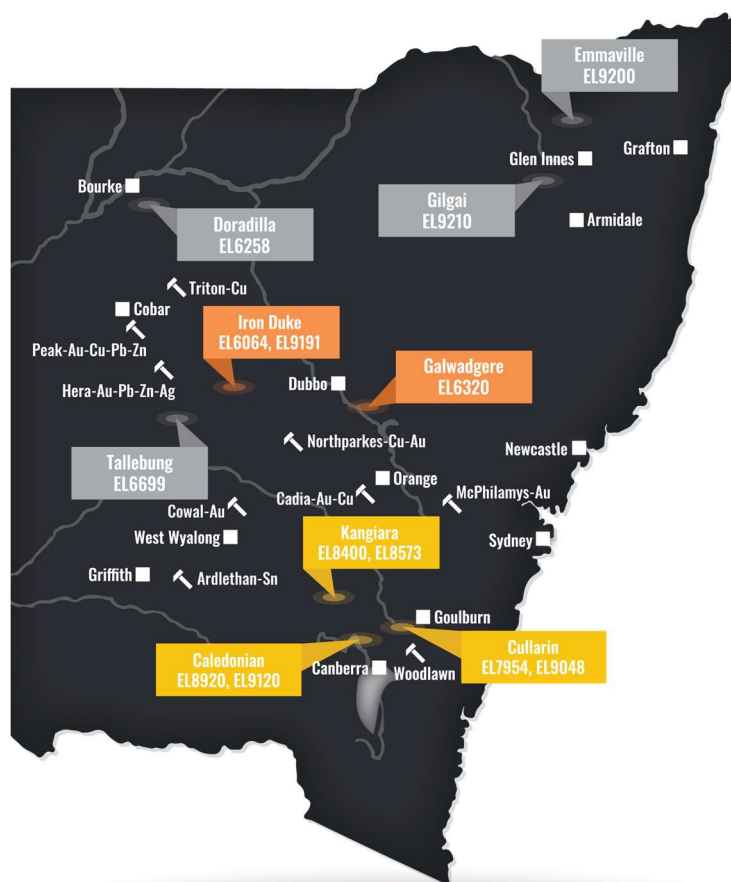 Emmaville
EL9200
Glen Innes
Grafton
Bourke
Gilgai
EL9210
Armidale
Doradilla
EL6258
Triton-Cu
Cobar
Iron Duke
EL6064, EL9191
Peak-Au-Cu-Pb-Zn
Hera-Au-Pb-Zn-Ag
Dubbo
Galwadgere
EL6320
Northparkes-Cu-Au
Newcastle
Tallebung
EL6699
Orange
Cadia-Au-Cu
McPhilamys-Au
Cowal-Au
Kangiara
EL8400, EL8573
West Wyalong
Sydney
Griffith
Ardlethan-Sn
Goulburn
Caledonian
EL8920, EL9120
Canberra
Woodlawn
Cullarin
EL7954, EL9048